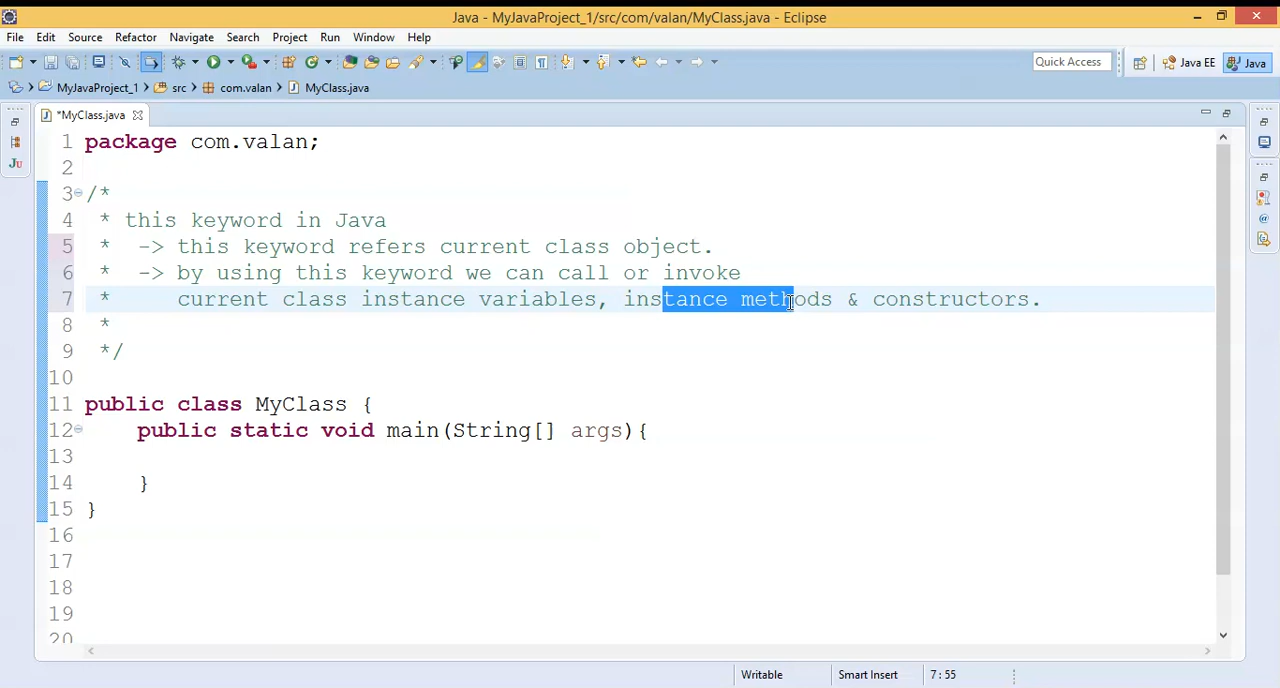 Java - MyJavaProject_1/src/com/valan/MyClass.java - Eclipse
File Edit Source Refactor Navigate Search Project Run Window Help
Quick Access Java EE Java
MyJavaProject_1 src com.valan MyClass.java
*MyClass.java
1 package com.valan;
2
3 /*
4 * this keyword in Java
5 * -> this keyword refers current class object.
6 * -> by using this keyword we can call or invoke
7 * current class instance variables, instance methods & constructors.
8 *
9 */
10
11 public class MyClass {
12 public static void main(String[] args){
13
14 }
15 }
16
17
18
19
20
Writable Smart Insert 7 : 55